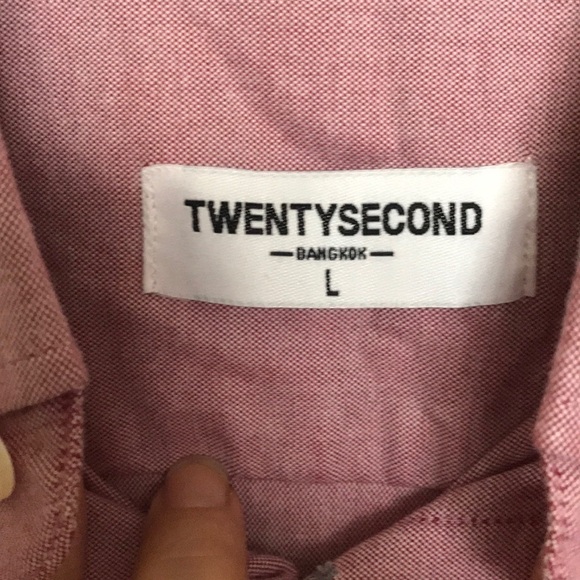 TWENTYSECOND
— BANGKOK —
L